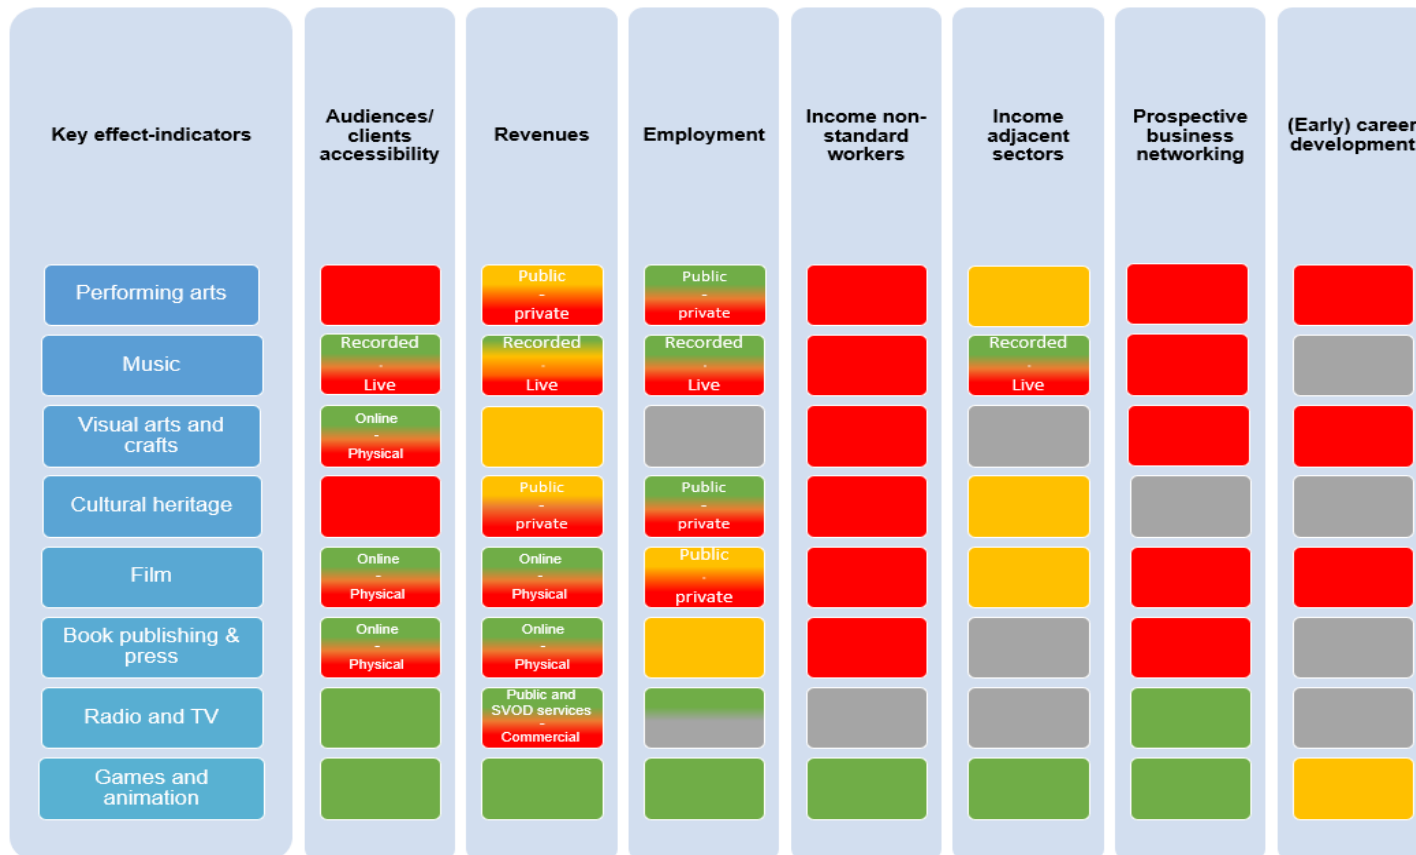 Key effect-indicators
Audiences/
clients
accessibility
Revenues
Employment
Income non-
standard
workers
Income
adjacent
sectors
Prospective
business
networking
(Early) career
development
Performing arts
Public
-
private
Public
-
private
Music
Recorded
-
Live
Recorded
-
Live
Recorded
-
Live
Recorded
-
Live
Visual arts and
crafts
Online
-
Physical
Cultural heritage
Public
-
private
Public
-
private
Film
Online
-
Physical
Online
-
Physical
Public
-
private
Book publishing &
press
Online
-
Physical
Online
-
Physical
Radio and TV
Public and
SVOD services
-
Commercial
Games and
animation